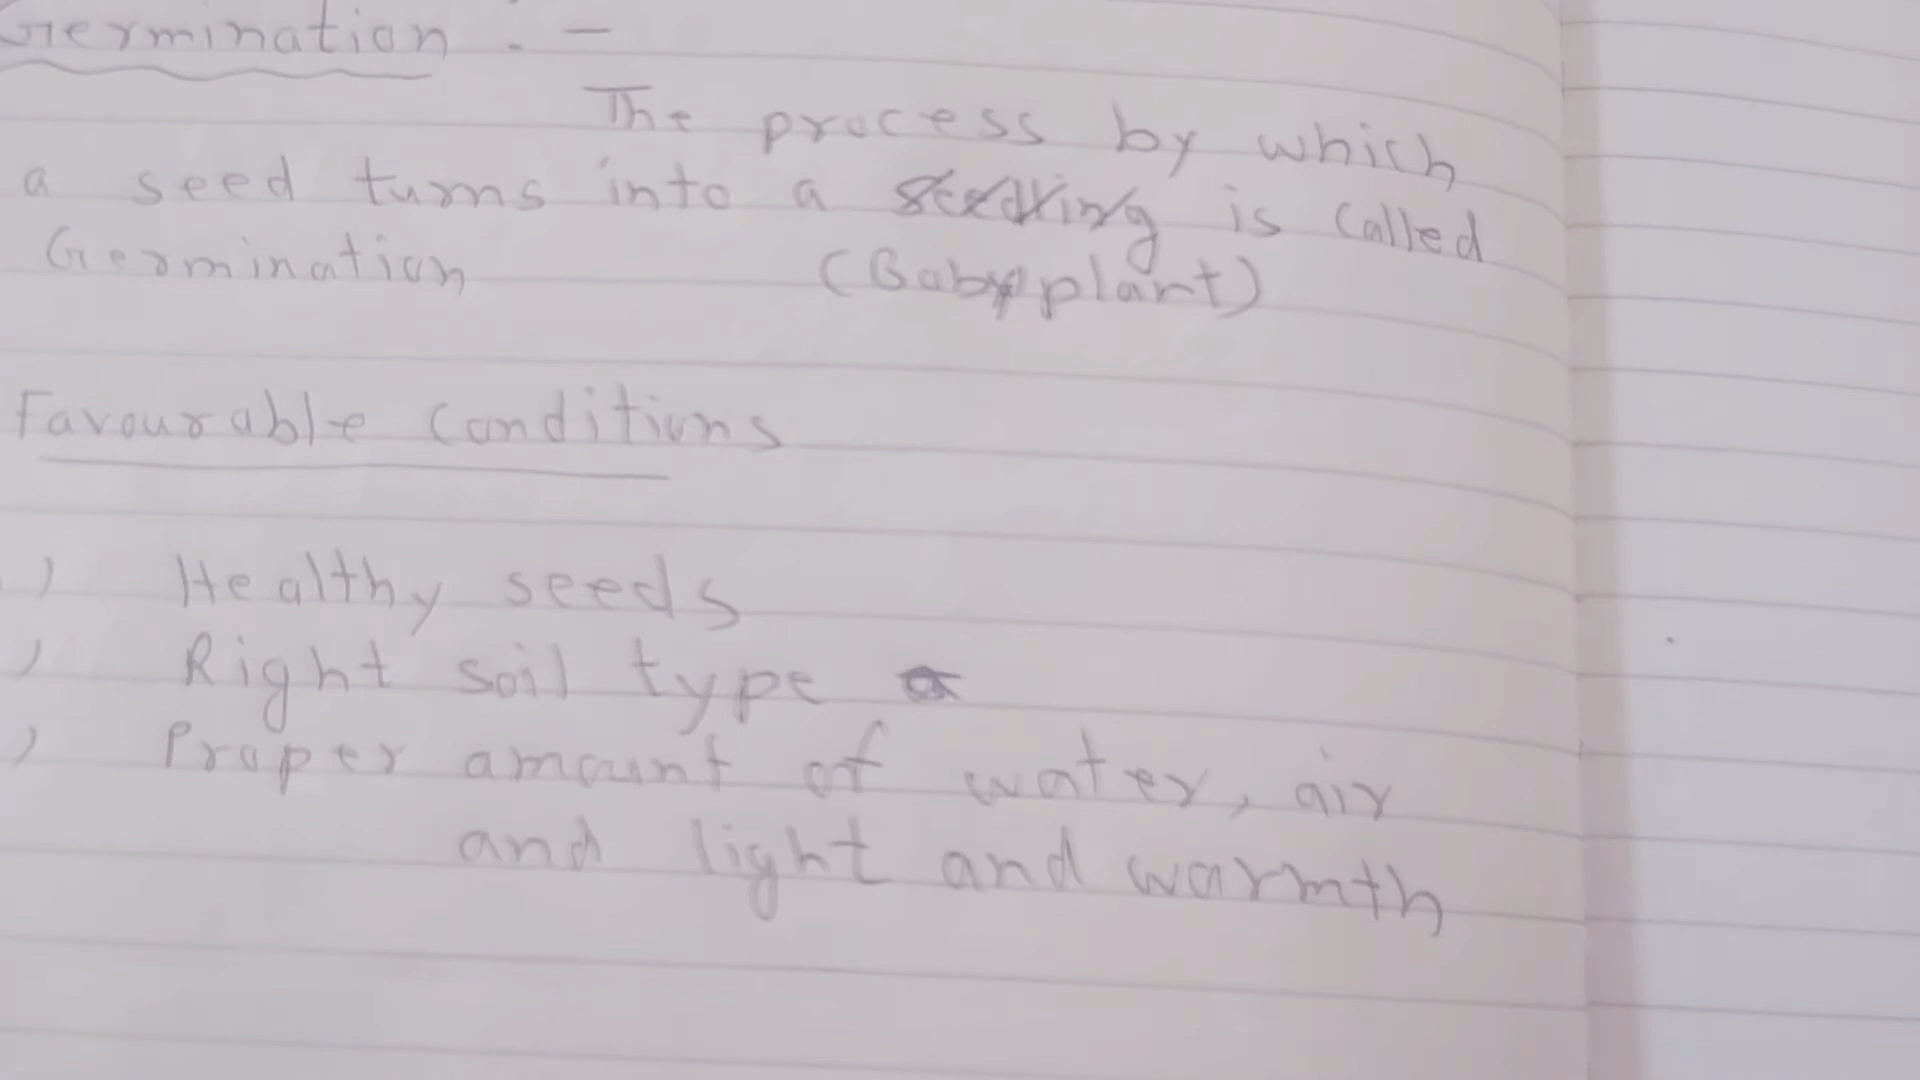 Germination : -
The process by which
a seed turns into a seedling is called
Germination (Baby plant)
Favourable Conditions
) Healthy seeds
) Right soil type
) Proper amount of water, air
and light and warmth